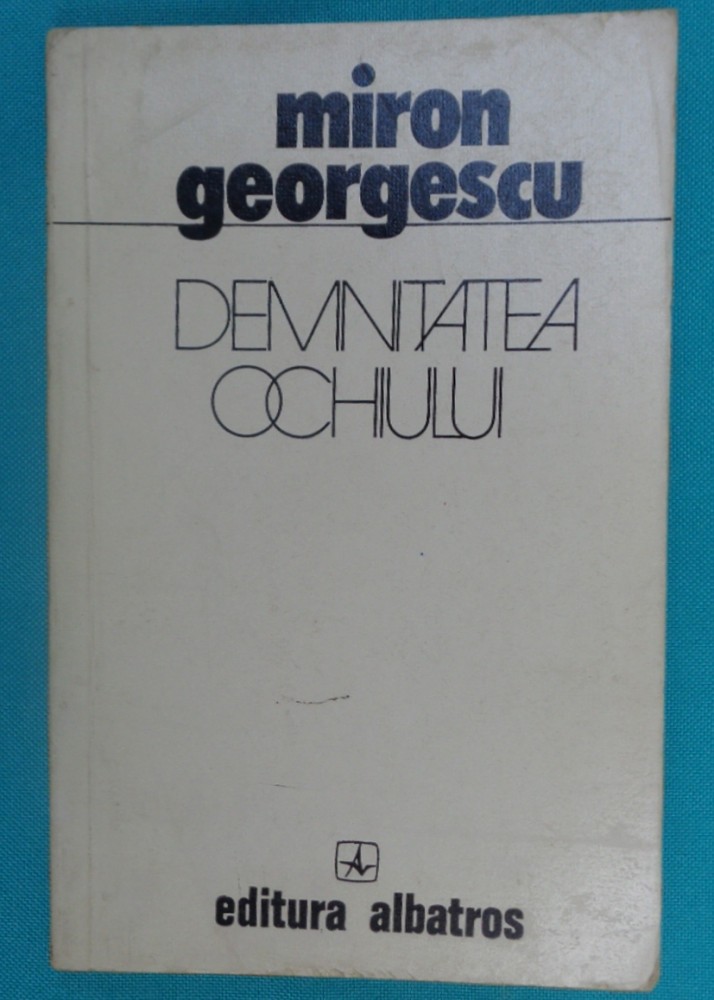 miron
georgescu
DEMNITATEA
OCHIULUI
editura albatros